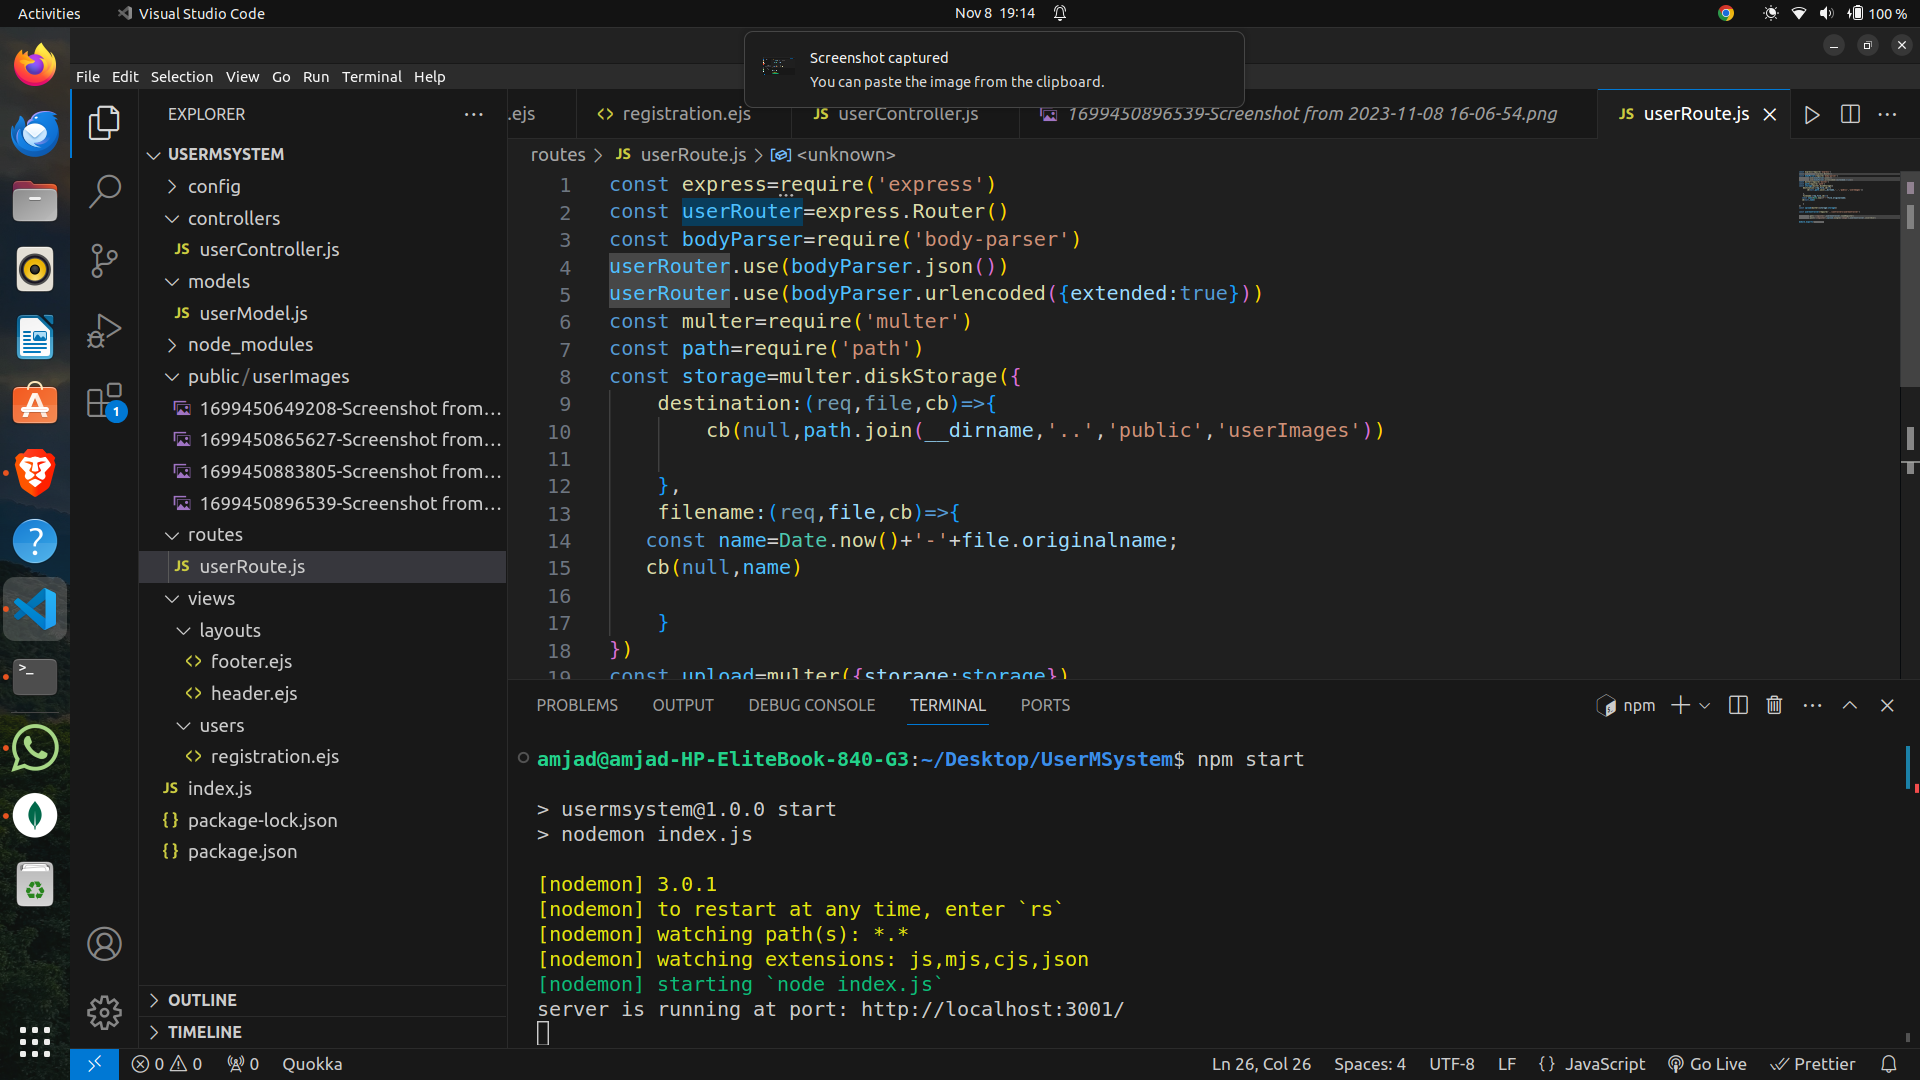 Activities
Visual Studio Code
Nov 8 19:14
100 %
Screenshot captured
You can paste the image from the clipboard.
File Edit Selection View Go Run Terminal Help
EXPLORER
.ejs
registration.ejs
userController.js
1699450896539-Screenshot from 2023-11-08 16-06-54.png
userRoute.js
USERMSYSTEM
config
controllers
userController.js
models
userModel.js
node_modules
public/userImages
1699450649208-Screenshot from...
1699450865627-Screenshot from...
1699450883805-Screenshot from...
1699450896539-Screenshot from...
routes
userRoute.js
views
layouts
footer.ejs
header.ejs
users
registration.ejs
index.js
package-lock.json
package.json
OUTLINE
TIMELINE
routes > JS userRoute.js > <unknown>
1 const express=require('express')
2 const userRouter=express.Router()
3 const bodyParser=require('body-parser')
4 userRouter.use(bodyParser.json())
5 userRouter.use(bodyParser.urlencoded({extended:true}))
6 const multer=require('multer')
7 const path=require('path')
8 const storage=multer.diskStorage({
9 destination:(req,file,cb)=>{
10 cb(null,path.join(__dirname,'..','public','userImages'))
11
12 },
13 filename:(req,file,cb)=>{
14 const name=Date.now()+'-'+file.originalname;
15 cb(null,name)
16
17 }
18 })
19 const upload=multer({storage:storage})
PROBLEMS OUTPUT DEBUG CONSOLE TERMINAL PORTS
npm
amjad@amjad-HP-EliteBook-840-G3:~/Desktop/UserMSystem$ npm start
> usermsystem@1.0.0 start
> nodemon index.js
[nodemon] 3.0.1
[nodemon] to restart at any time, enter `rs`
[nodemon] watching path(s): *.*
[nodemon] watching extensions: js,mjs,cjs,json
[nodemon] starting `node index.js`
server is running at port: http://localhost:3001/
0 0 0 Quokka
Ln 26, Col 26 Spaces: 4 UTF-8 LF {} JavaScript Go Live Prettier